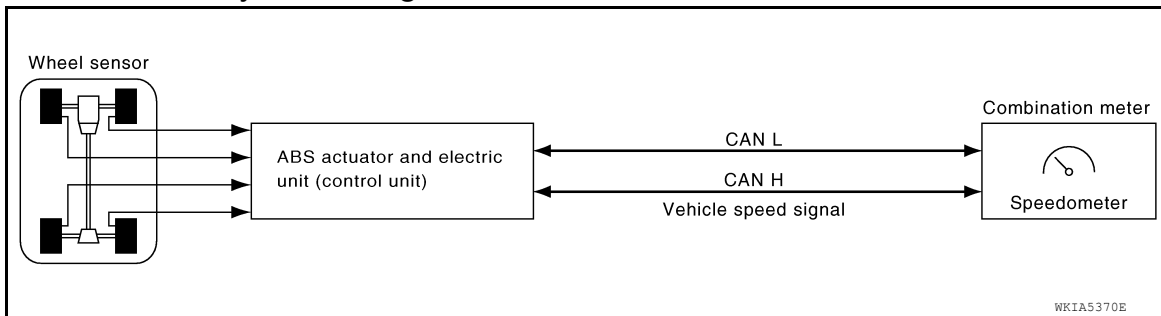 Wheel sensor
ABS actuator and electric
unit (control unit)
CAN L
CAN H
Vehicle speed signal
Combination meter
Speedometer
WKIA5370E